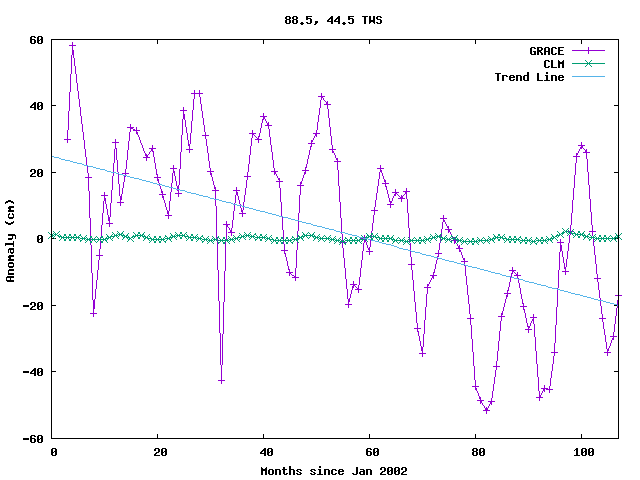 88.5, 44.5 TWS
GRACE
CLM
Trend Line
60
40
20
0
-20
-40
-60
Anomaly (cm)
0 20 40 60 80 100
Months since Jan 2002